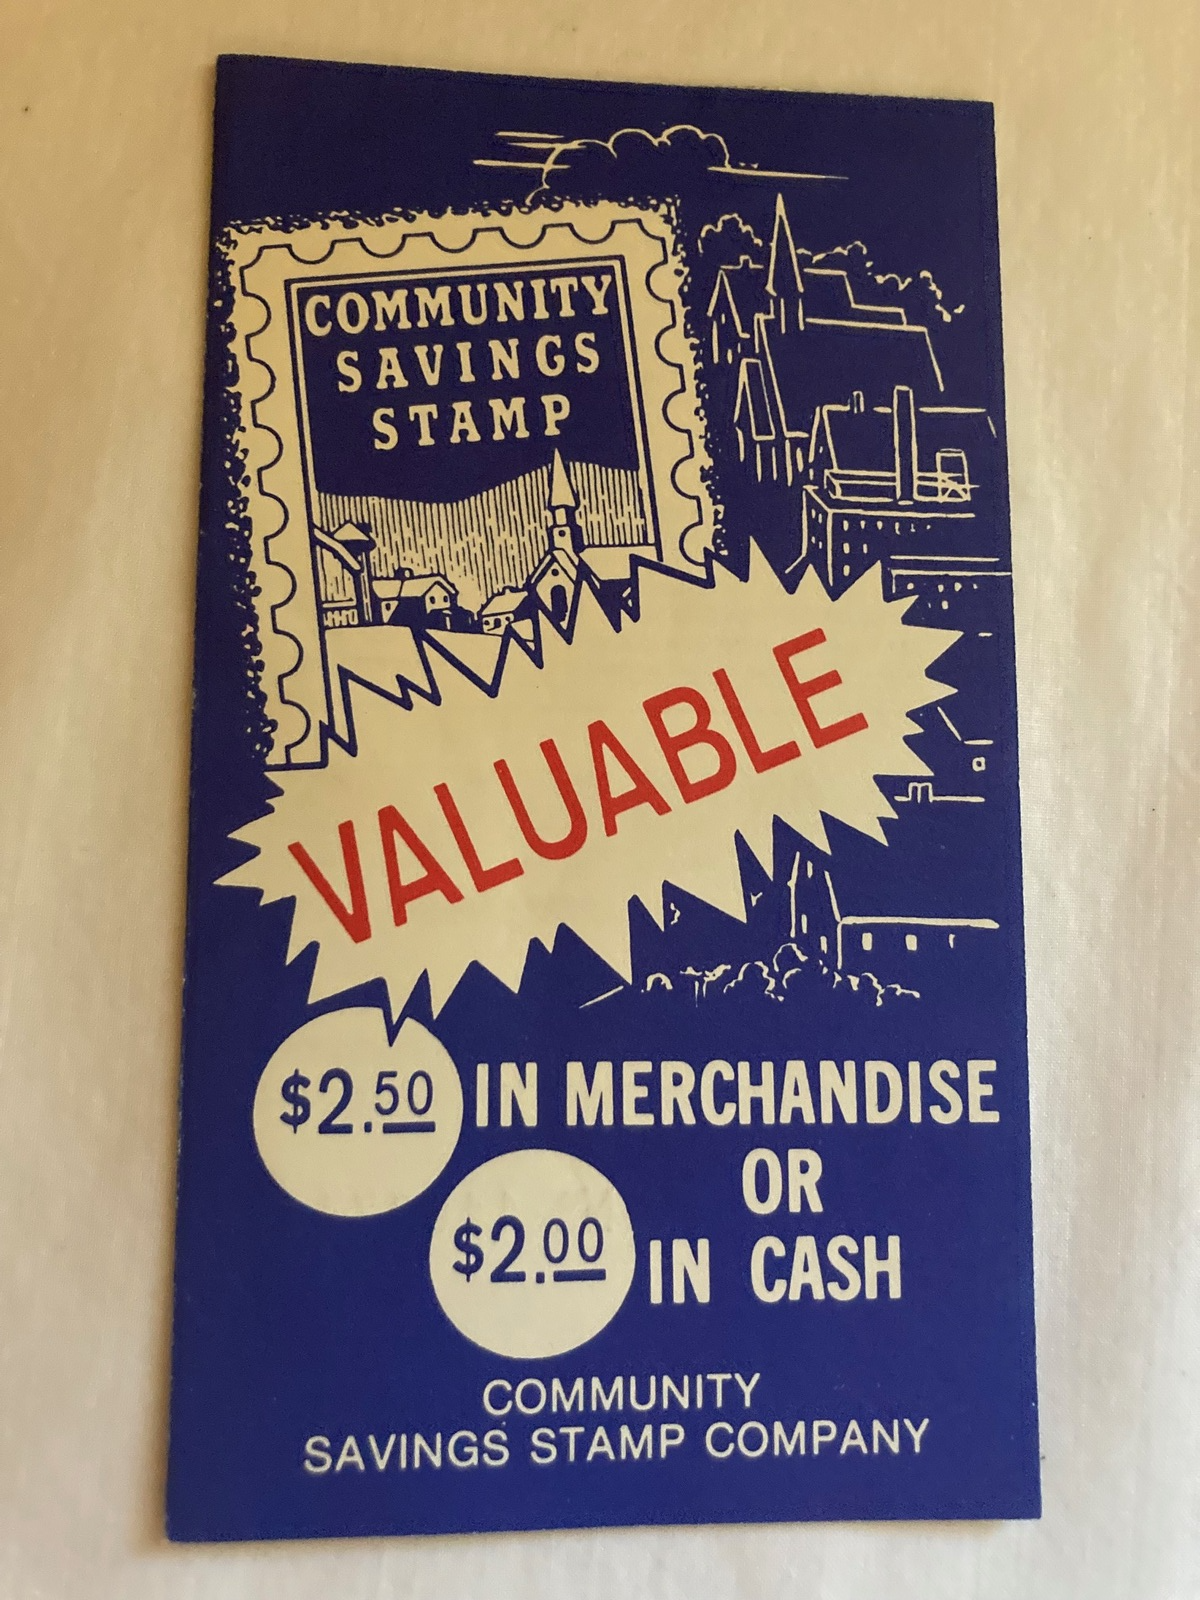 COMMUNITY
SAVINGS
STAMP
VALUABLE
$2.50 IN MERCHANDISE
OR
$2.00 IN CASH
COMMUNITY
SAVINGS STAMP COMPANY